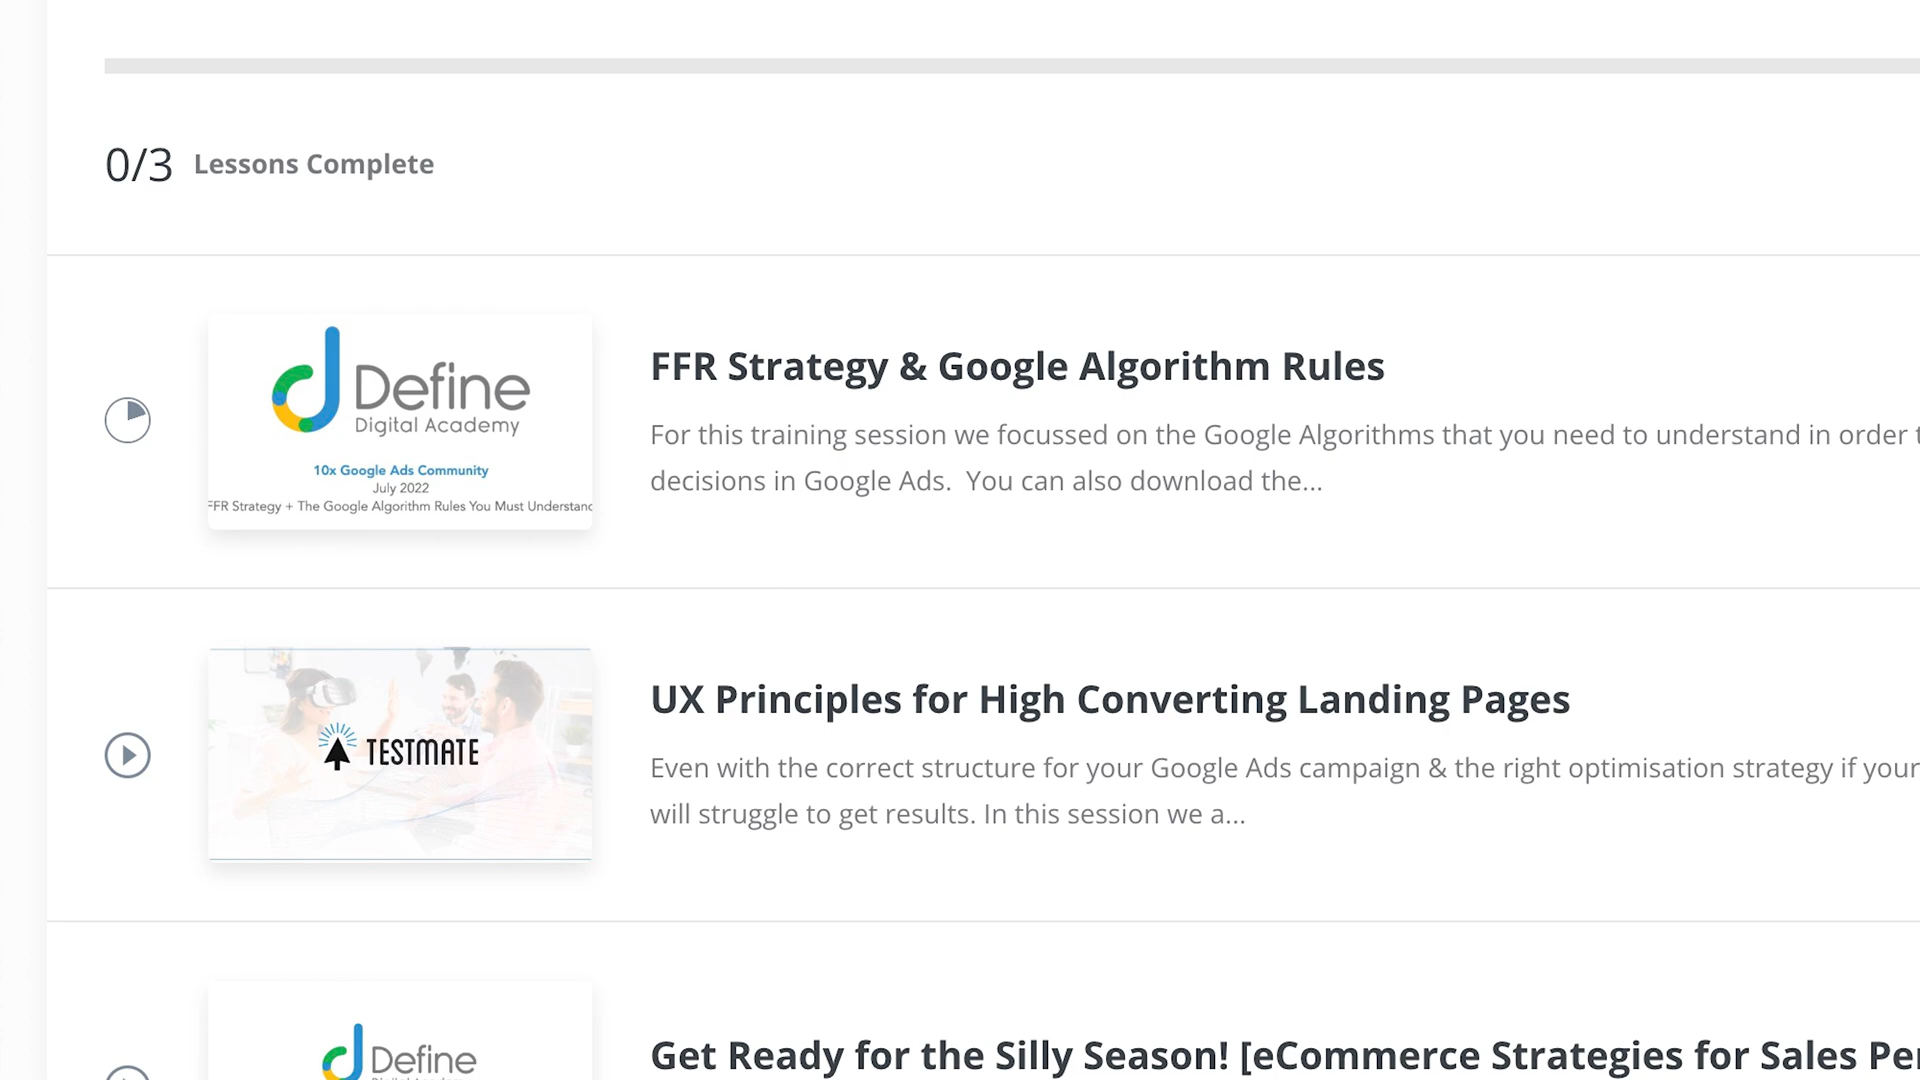 0/3 Lessons Complete
Define
Digital Academy
10x Google Ads Community
July 2022
FFR Strategy + The Google Algorithm Rules You Must Understand
FFR Strategy & Google Algorithm Rules
For this training session we focussed on the Google Algorithms that you need to understand in order
decisions in Google Ads.  You can also download the...
TESTMATE
UX Principles for High Converting Landing Pages
Even with the correct structure for your Google Ads campaign & the right optimisation strategy if your
will struggle to get results. In this session we a...
Define
Get Ready for the Silly Season! [eCommerce Strategies for Sales